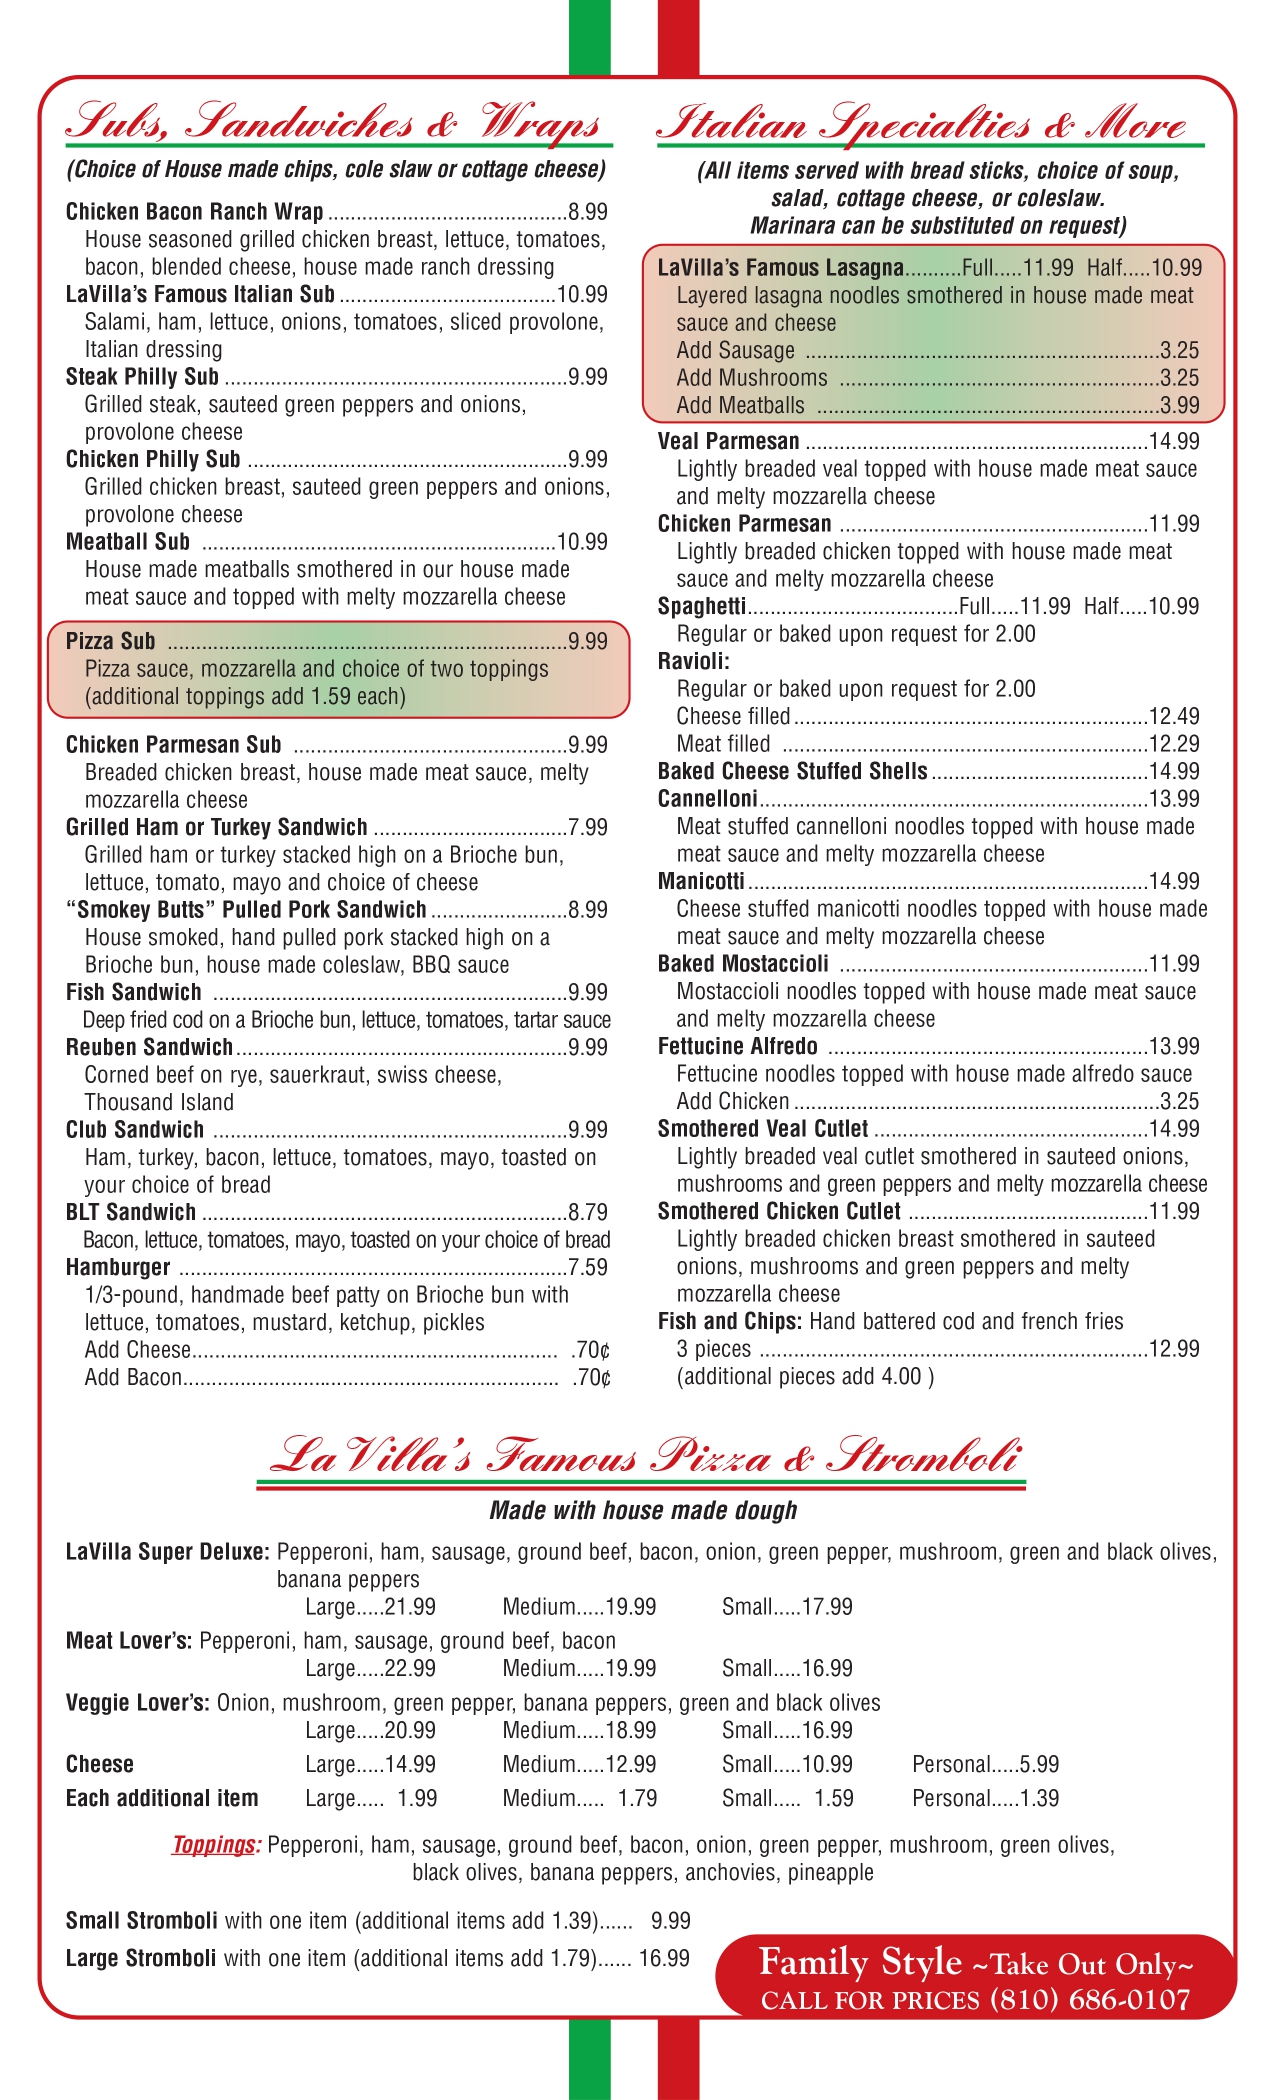 Subs, Sandwiches & Wraps
(Choice of House made chips, cole slaw or cottage cheese)
Chicken Bacon Ranch Wrap..........................................8.99
House seasoned grilled chicken breast, lettuce, tomatoes,
bacon, blended cheese, house made ranch dressing
LaVilla's Famous Italian Sub......................................10.99
Salami, ham, lettuce, onions, tomatoes, sliced provolone,
Italian dressing
Steak Philly Sub............................................................9.99
Grilled steak, sauteed green peppers and onions,
provolone cheese
Chicken Philly Sub ........................................................9.99
Grilled chicken breast, sauteed green peppers and onions,
provolone cheese
Meatball Sub ..............................................................10.99
House made meatballs smothered in our house made
meat sauce and topped with melty mozzarella cheese
Pizza Sub ......................................................................9.99
Pizza sauce, mozzarella and choice of two toppings
(additional toppings add 1.59 each)
Chicken Parmesan Sub ................................................9.99
Breaded chicken breast, house made meat sauce, melty
mozzarella cheese
Grilled Ham or Turkey Sandwich ..................................7.99
Grilled ham or turkey stacked high on a Brioche bun,
lettuce, tomato, mayo and choice of cheese
“Smokey Butts” Pulled Pork Sandwich........................8.99
House smoked, hand pulled pork stacked high on a
Brioche bun, house made coleslaw, BBQ sauce
Fish Sandwich ..............................................................9.99
Deep fried cod on a Brioche bun, lettuce, tomatoes, tartar sauce
Reuben Sandwich..........................................................9.99
Corned beef on rye, sauerkraut, swiss cheese,
Thousand Island
Club Sandwich ..............................................................9.99
Ham, turkey, bacon, lettuce, tomatoes, mayo, toasted on
your choice of bread
BLT Sandwich................................................................8.79
Bacon, lettuce, tomatoes, mayo, toasted on your choice of bread
Hamburger ....................................................................7.59
1/3-pound, handmade beef patty on Brioche bun with
lettuce, tomatoes, mustard, ketchup, pickles
Add Cheese................................................................ .70¢
Add Bacon.................................................................. .70¢
Italian Specialties & More
(All items served with bread sticks, choice of soup,
salad, cottage cheese, or coleslaw.
Marinara can be substituted on request)
LaVilla's Famous Lasagna..........Full.....11.99 Half.....10.99
Layered lasagna noodles smothered in house made meat
sauce and cheese
Add Sausage ..............................................................3.25
Add Mushrooms ........................................................3.25
Add Meatballs ............................................................3.99
Veal Parmesan ............................................................14.99
Lightly breaded veal topped with house made meat sauce
and melty mozzarella cheese
Chicken Parmesan ......................................................11.99
Lightly breaded chicken topped with house made meat
sauce and melty mozzarella cheese
Spaghetti.....................................Full.....11.99 Half.....10.99
Regular or baked upon request for 2.00
Ravioli:
Regular or baked upon request for 2.00
Cheese filled..............................................................12.49
Meat filled ................................................................12.29
Baked Cheese Stuffed Shells......................................14.99
Cannelloni....................................................................13.99
Meat stuffed cannelloni noodles topped with house made
meat sauce and melty mozzarella cheese
Manicotti......................................................................14.99
Cheese stuffed manicotti noodles topped with house made
meat sauce and melty mozzarella cheese
Baked Mostaccioli ......................................................11.99
Mostaccioli noodles topped with house made meat sauce
and melty mozzarella cheese
Fettucine Alfredo ........................................................13.99
Fettucine noodles topped with house made alfredo sauce
Add Chicken................................................................3.25
Smothered Veal Cutlet ................................................14.99
Lightly breaded veal cutlet smothered in sauteed onions,
mushrooms and green peppers and melty mozzarella cheese
Smothered Chicken Cutlet ..........................................11.99
Lightly breaded chicken breast smothered in sauteed
onions, mushrooms and green peppers and melty
mozzarella cheese
Fish and Chips: Hand battered cod and french fries
3 pieces ....................................................................12.99
(additional pieces add 4.00 )
LaVilla's Famous Pizza & Stromboli
Made with house made dough
LaVilla Super Deluxe: Pepperoni, ham, sausage, ground beef, bacon, onion, green pepper, mushroom, green and black olives,
banana peppers
Large.....21.99 Medium.....19.99 Small.....17.99
Meat Lover's: Pepperoni, ham, sausage, ground beef, bacon
Large.....22.99 Medium.....19.99 Small.....16.99
Veggie Lover's: Onion, mushroom, green pepper, banana peppers, green and black olives
Large.....20.99 Medium.....18.99 Small.....16.99
Cheese Large.....14.99 Medium.....12.99 Small.....10.99 Personal.....5.99
Each additional item Large..... 1.99 Medium..... 1.79 Small..... 1.59 Personal.....1.39
Toppings: Pepperoni, ham, sausage, ground beef, bacon, onion, green pepper, mushroom, green olives,
black olives, banana peppers, anchovies, pineapple
Small Stromboli with one item (additional items add 1.39)...... 9.99
Large Stromboli with one item (additional items add 1.79)...... 16.99
Family Style ~Take Out Only~
CALL FOR PRICES (810) 686-0107